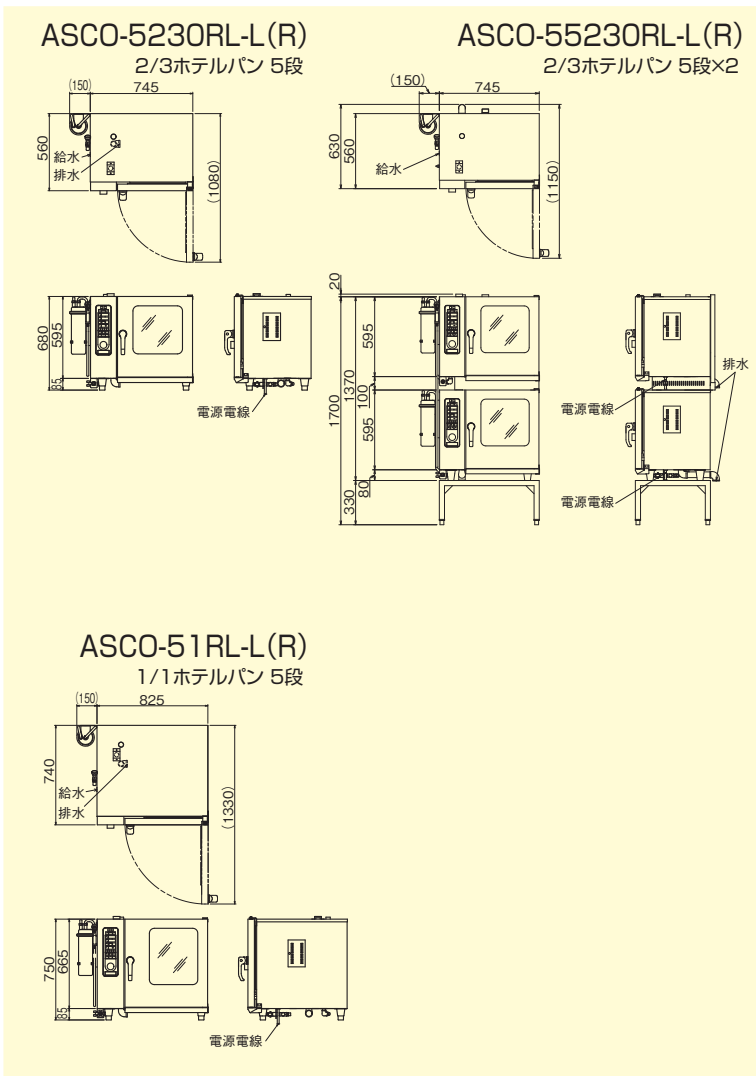 ASCO-5230RL-L(R)
2/3ホテルパン 5段
(150)
745
560
給水
排水
(1080)
680
595
85
電源電線
ASCO-55230RL-L(R)
2/3ホテルパン 5段×2
(150)
745
630
560
給水
(1150)
20
595
1370
100
1700
595
80
330
排水
電源電線
電源電線
ASCO-51RL-L(R)
1/1ホテルパン 5段
(150)
825
740
給水
排水
(1330)
750
665
85
電源電線